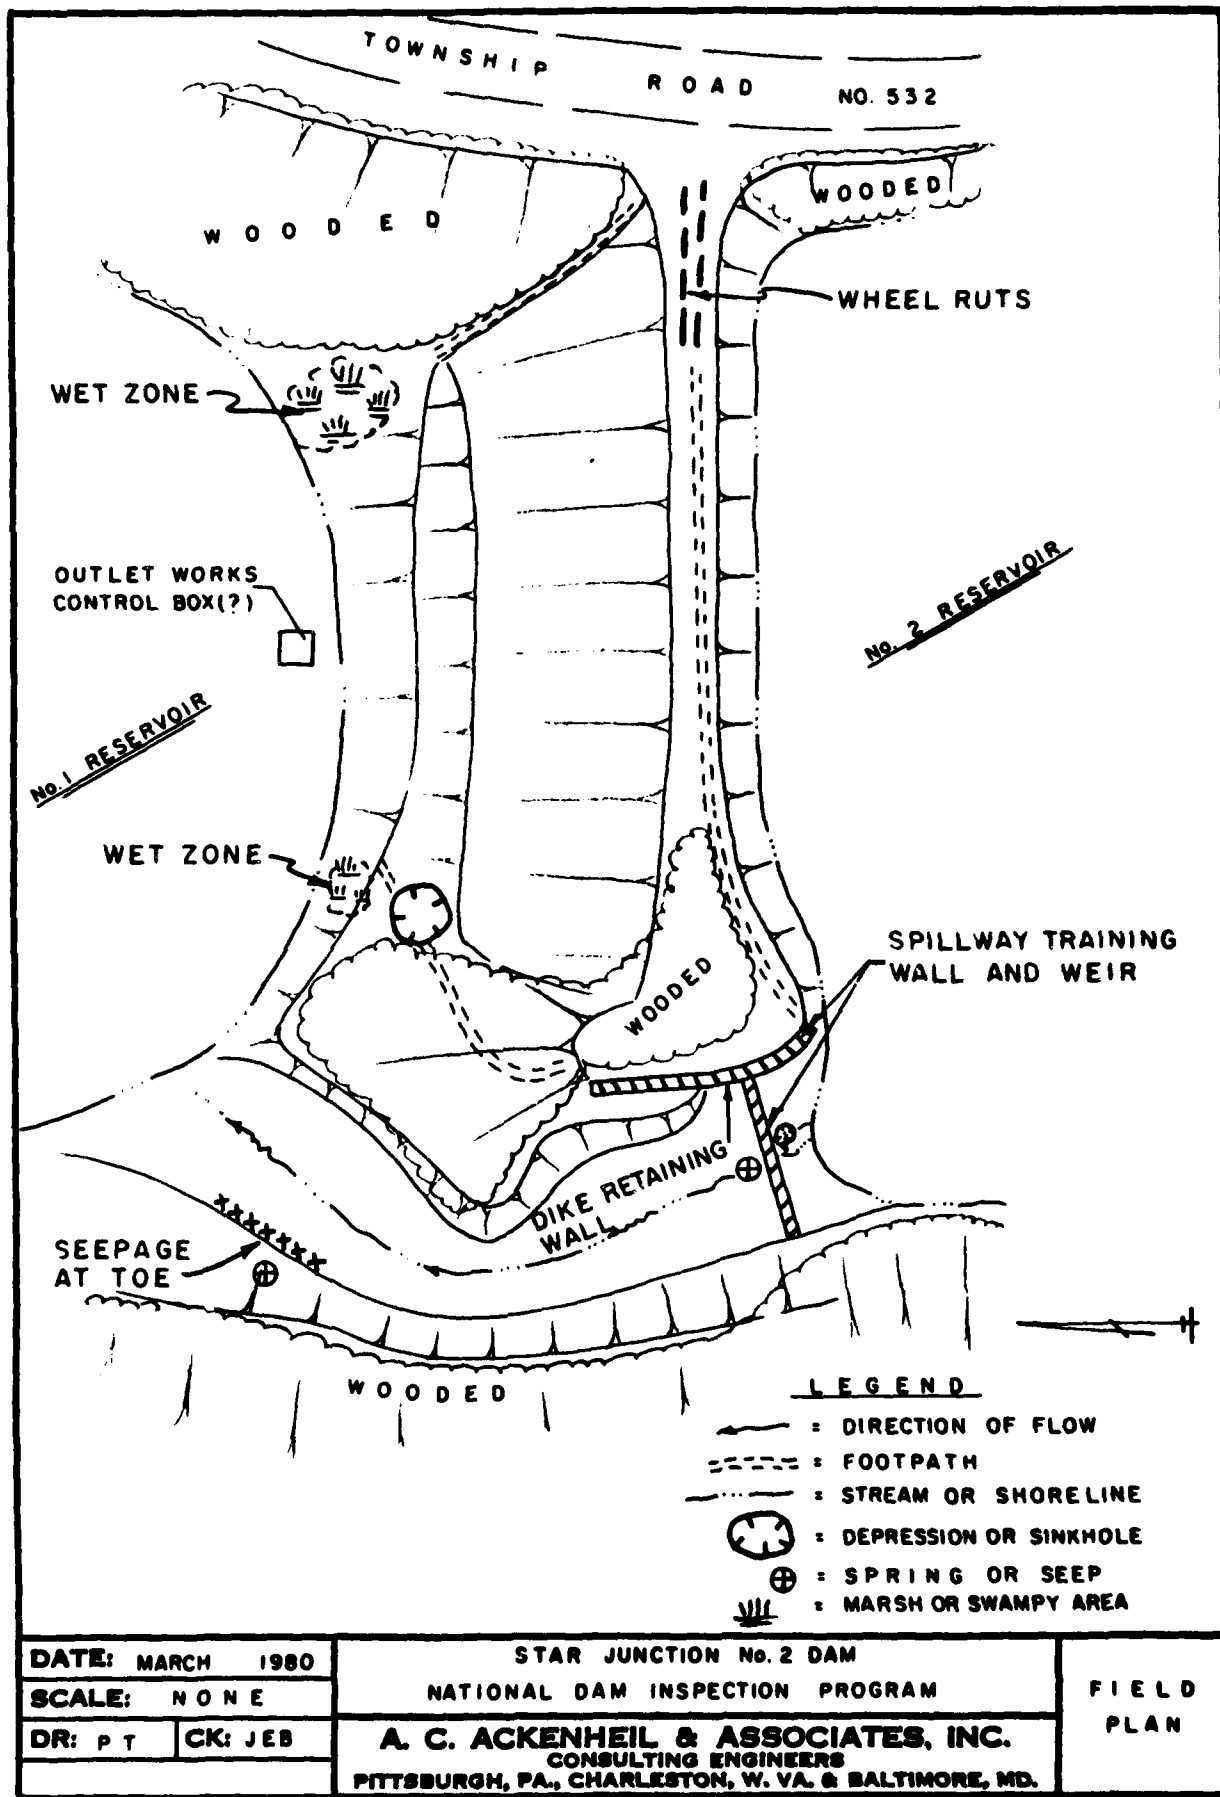 TOWNSHIP ROAD NO. 532
WOODED
WOODED
WHEEL RUTS
WET ZONE
OUTLET WORKS
CONTROL BOX(?)
No. 2 RESERVOIR
No. 1 RESERVOIR
WET ZONE
SPILLWAY TRAINING
WALL AND WEIR
WOODED
DIKE RETAINING
WALL
SEEPAGE
AT TOE
WOODED
LEGEND
= DIRECTION OF FLOW
= FOOTPATH
= STREAM OR SHORELINE
= DEPRESSION OR SINKHOLE
= SPRING OR SEEP
= MARSH OR SWAMPY AREA
DATE: MARCH 1980
SCALE: NONE
DR: PT CK: JEB
STAR JUNCTION No. 2 DAM
NATIONAL DAM INSPECTION PROGRAM
A. C. ACKENHEIL & ASSOCIATES, INC.
CONSULTING ENGINEERS
PITTSBURGH, PA., CHARLESTON, W. VA. & BALTIMORE, MD.
FIELD
PLAN